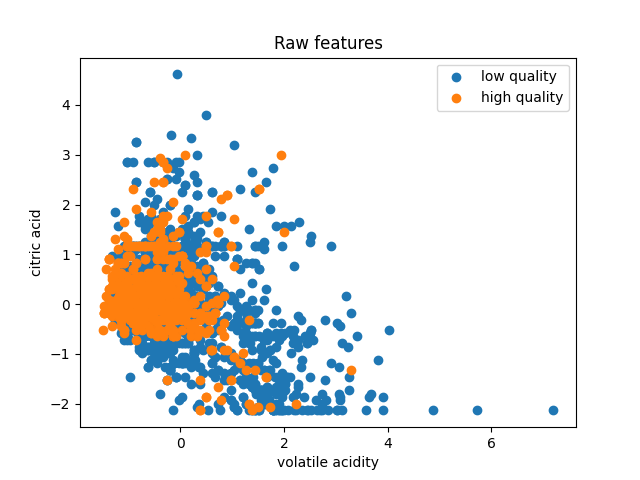 Raw features
low quality
high quality
citric acid
4
3
2
1
0
−1
−2
0
2
4
6
volatile acidity